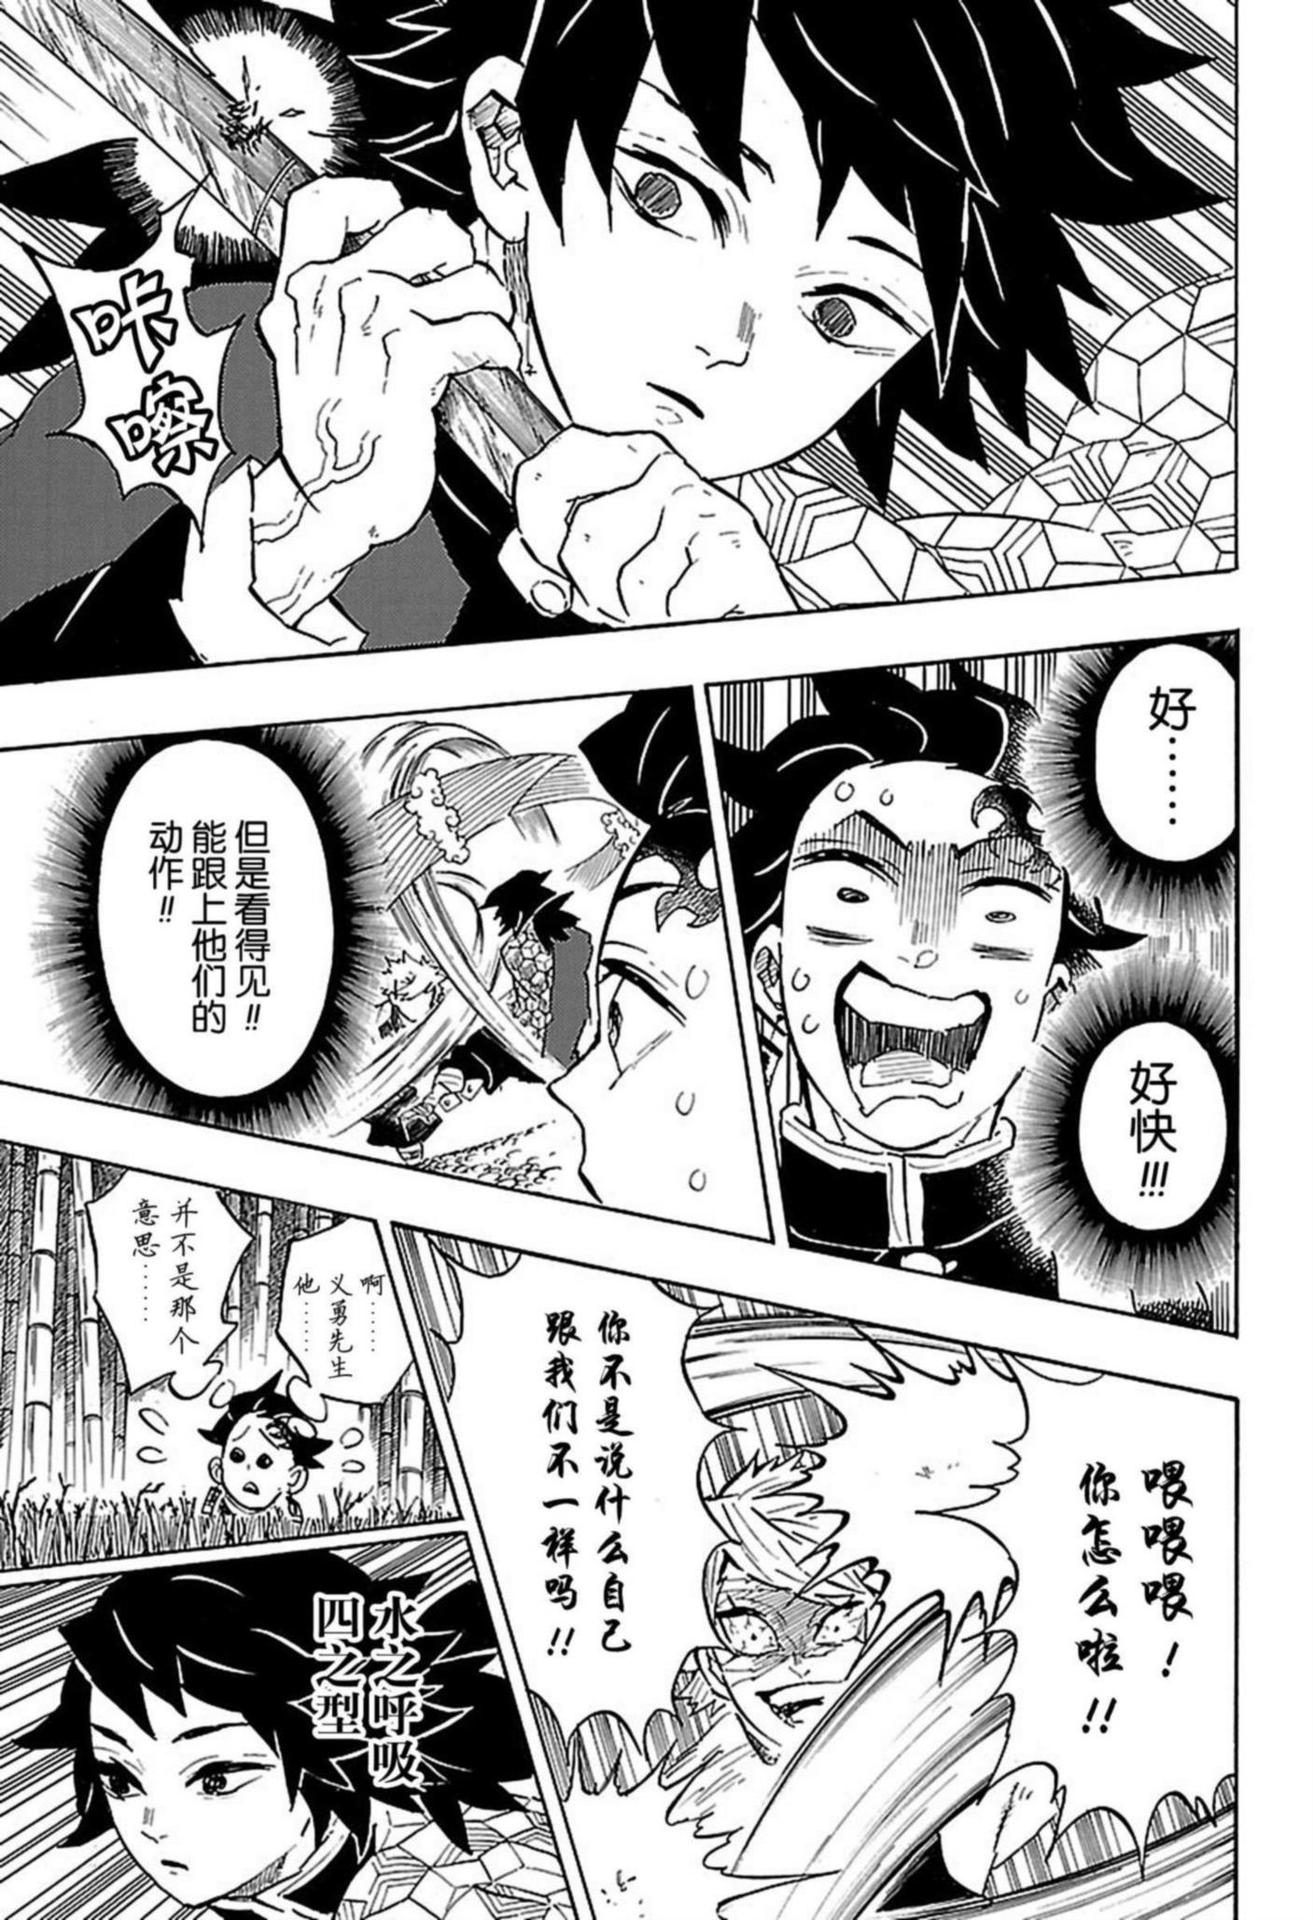 咔嚓
好……
好快!!!
但是看得见!!
能跟上他们的
动作!!
喂喂喂！
你怎么啦!!
你不是说什么自己
跟我们不一样吗!!
啊……
义勇先生
他……
并不是那个
意思……
水之呼吸
四之型